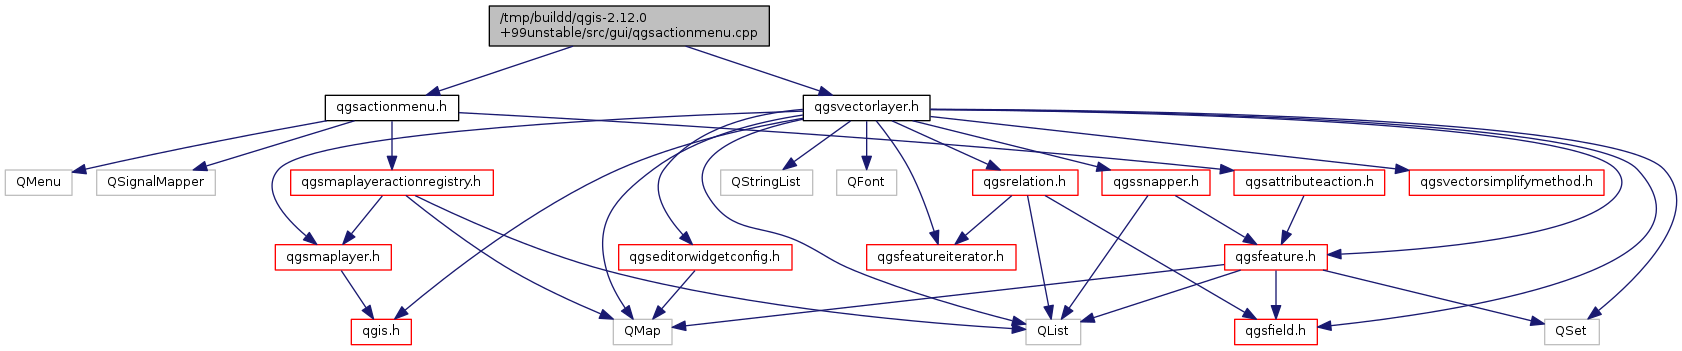 /tmp/buildd/qgis-2.12.0
+99unstable/src/gui/qgsactionmenu.cpp
qgsactionmenu.h
qgsvectorlayer.h
QMenu
QSignalMapper
qgsmaplayeractionregistry.h
QStringList
QFont
qgsrelation.h
qgssnapper.h
qgsattributeaction.h
qgsvectorsimplifymethod.h
qgsmaplayer.h
qgseditorwidgetconfig.h
qgsfeatureiterator.h
qgsfeature.h
qgis.h
QMap
QList
qgsfield.h
QSet